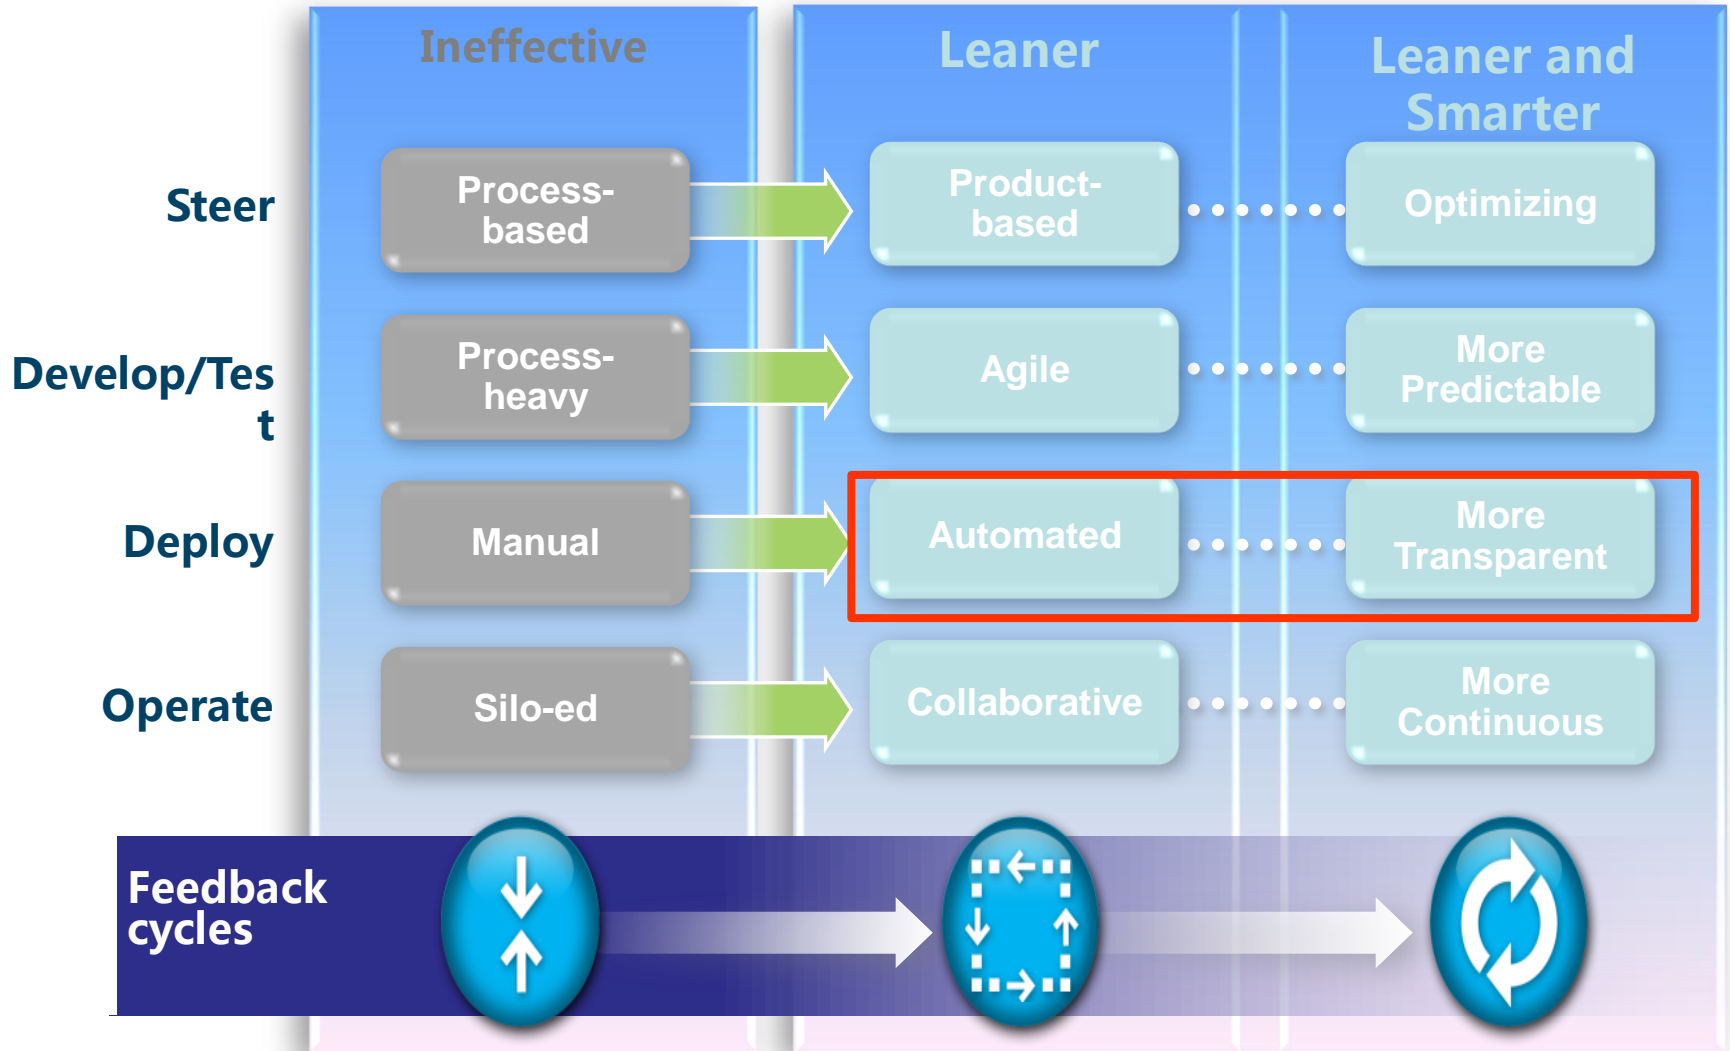 Ineffective
Leaner
Leaner and
Smarter
Steer
Process-
based
Product-
based
Optimizing
Develop/Tes
t
Process-
heavy
Agile
More
Predictable
Deploy
Manual
Automated
More
Transparent
Operate
Silo-ed
Collaborative
More
Continuous
Feedback
cycles